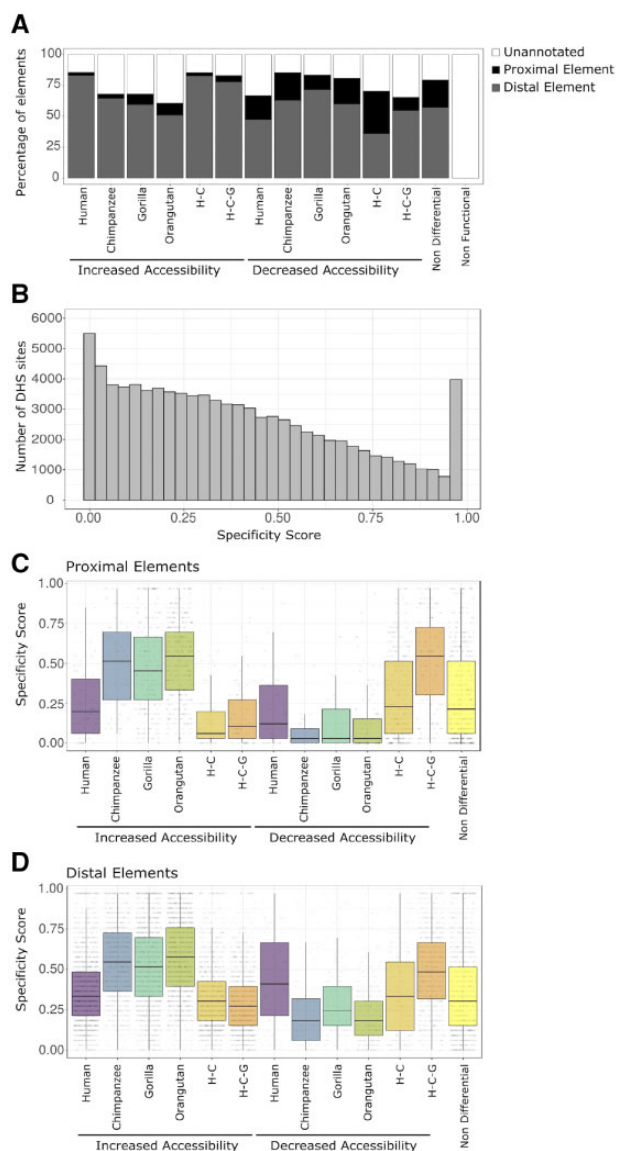 A
100
75
50
25
0
Percentage of elements
Unannotated
Proximal Element
Distal Element
Human
Chimpanzee
Gorilla
Orangutan
H-C
H-C-G
Human
Chimpanzee
Gorilla
Orangutan
H-C
H-C-G
Non Differential
Non Functional
Increased Accessibility
Decreased Accessibility
B
6000
5000
4000
3000
2000
1000
0
Number of DHS sites
0.00 0.25 0.50 0.75 1.00
Specificity Score
C Proximal Elements
1.00
0.75
0.50
0.25
0.00
Specificity Score
Human
Chimpanzee
Gorilla
Orangutan
H-C
H-C-G
Human
Chimpanzee
Gorilla
Orangutan
H-C
H-C-G
Non Differential
Increased Accessibility
Decreased Accessibility
D Distal Elements
1.00
0.75
0.50
0.25
0.00
Specificity Score
Human
Chimpanzee
Gorilla
Orangutan
H-C
H-C-G
Human
Chimpanzee
Gorilla
Orangutan
H-C
H-C-G
Non Differential
Increased Accessibility
Decreased Accessibility